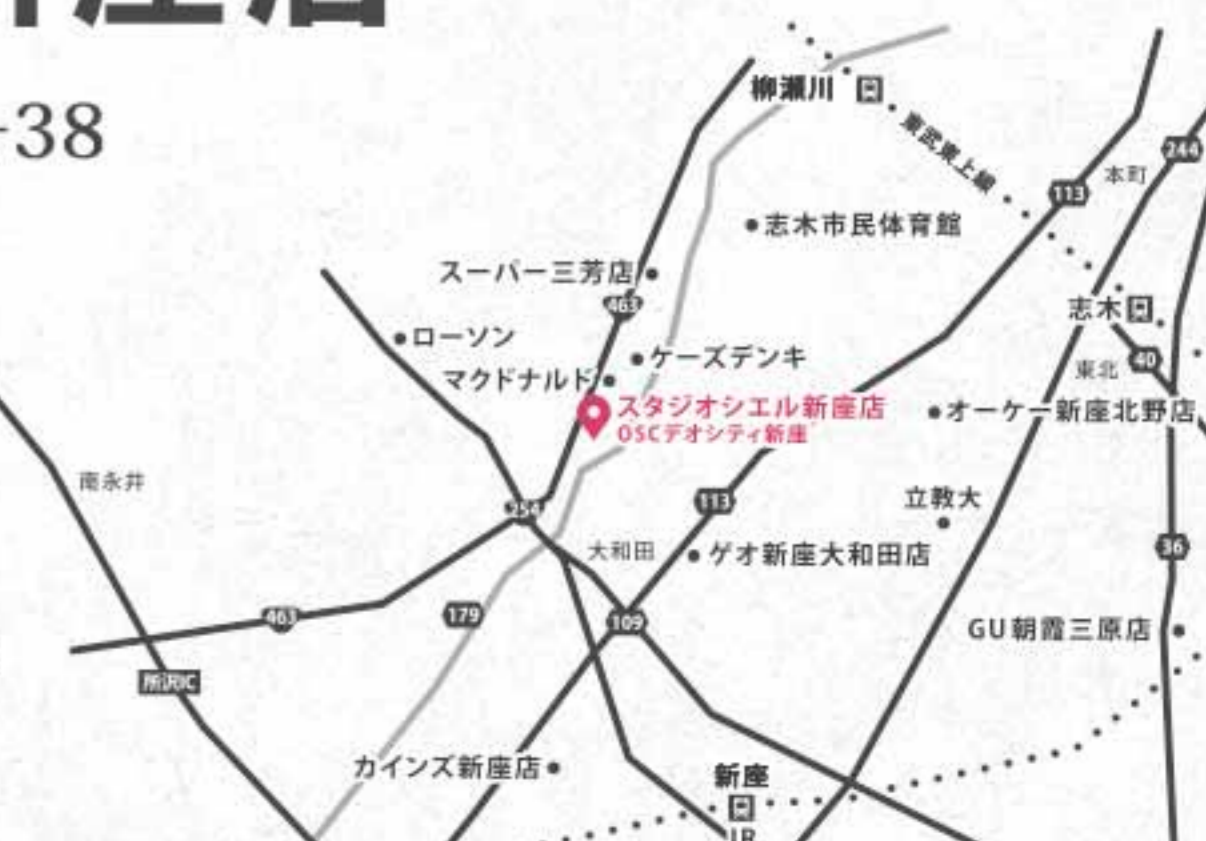 -38
柳瀬川
東武東上線
244
本町
113
志木市民体育館
スーパー三芳店
463
志木
ローソン
ケーズデンキ
40
マクドナルド
東北
スタジオシエル新座店
オーケー新座北野店
OSCデオシティ新座
南永井
113
立教大
254
36
大和田
ゲオ新座大和田店
463
179
109
GU朝霞三原店
所沢IC
カインズ新座店
新座
JR